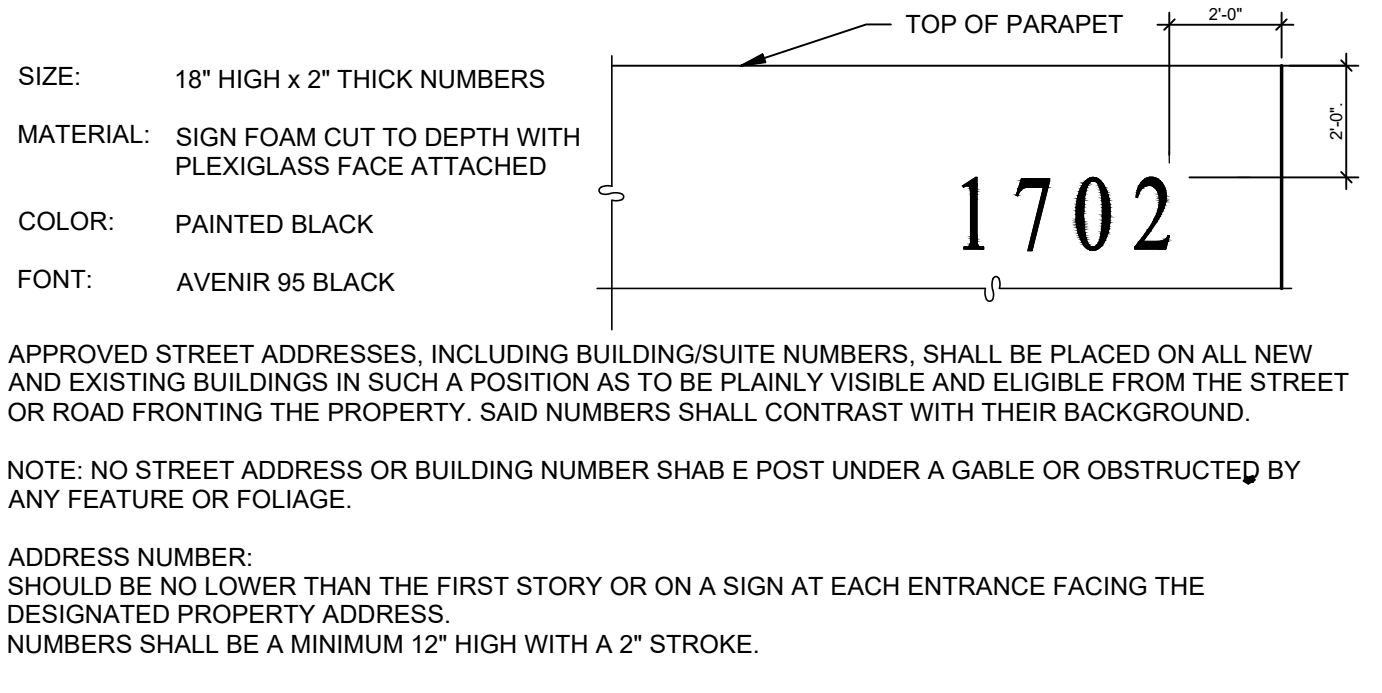 TOP OF PARAPET
2'-0"
SIZE: 18" HIGH x 2" THICK NUMBERS
2'-0".
MATERIAL: SIGN FOAM CUT TO DEPTH WITH
PLEXIGLASS FACE ATTACHED
1702
COLOR: PAINTED BLACK
FONT: AVENIR 95 BLACK
APPROVED STREET ADDRESSES, INCLUDING BUILDING/SUITE NUMBERS, SHALL BE PLACED ON ALL NEW
AND EXISTING BUILDINGS IN SUCH A POSITION AS TO BE PLAINLY VISIBLE AND ELIGIBLE FROM THE STREET
OR ROAD FRONTING THE PROPERTY. SAID NUMBERS SHALL CONTRAST WITH THEIR BACKGROUND.
NOTE: NO STREET ADDRESS OR BUILDING NUMBER SHAB E POST UNDER A GABLE OR OBSTRUCTED BY
ANY FEATURE OR FOLIAGE.
ADDRESS NUMBER:
SHOULD BE NO LOWER THAN THE FIRST STORY OR ON A SIGN AT EACH ENTRANCE FACING THE
DESIGNATED PROPERTY ADDRESS.
NUMBERS SHALL BE A MINIMUM 12" HIGH WITH A 2" STROKE.